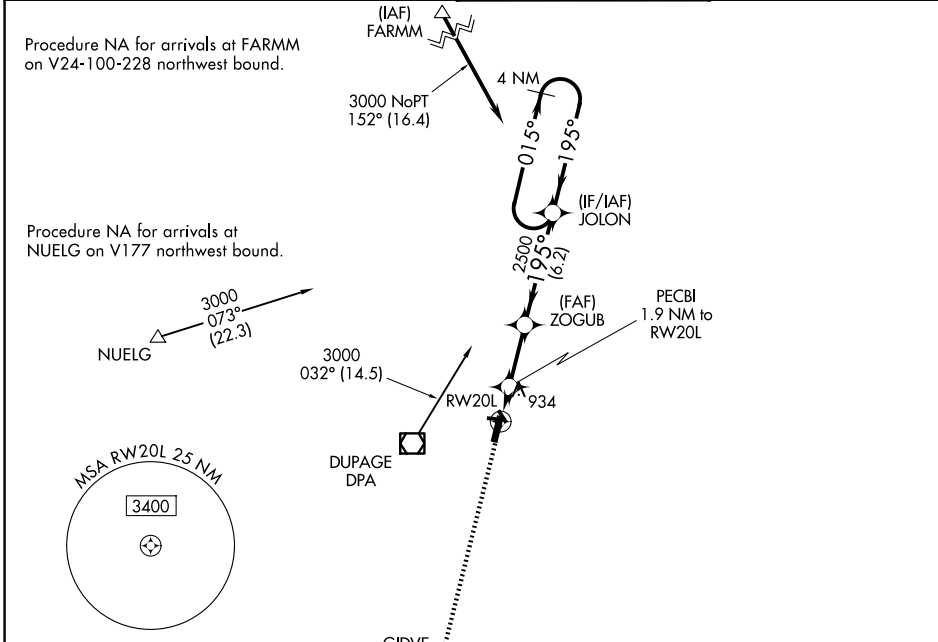 (IAF)
FARMM
Procedure NA for arrivals at FARMM
on V24-100-228 northwest bound.
3000 NoPT
152° (16.4)
4 NM
015°
195°
(IF/IAF)
JOLON
Procedure NA for arrivals at
NUELG on V177 northwest bound.
2500
195°
(6.2)
3000
073°
(22.3)
NUELG
(FAF)
ZOGUB
PECBI
1.9 NM to
RW20L
3000
032° (14.5)
RW20L
934
DUPAGE
DPA
MSA RW20L 25 NM
3400